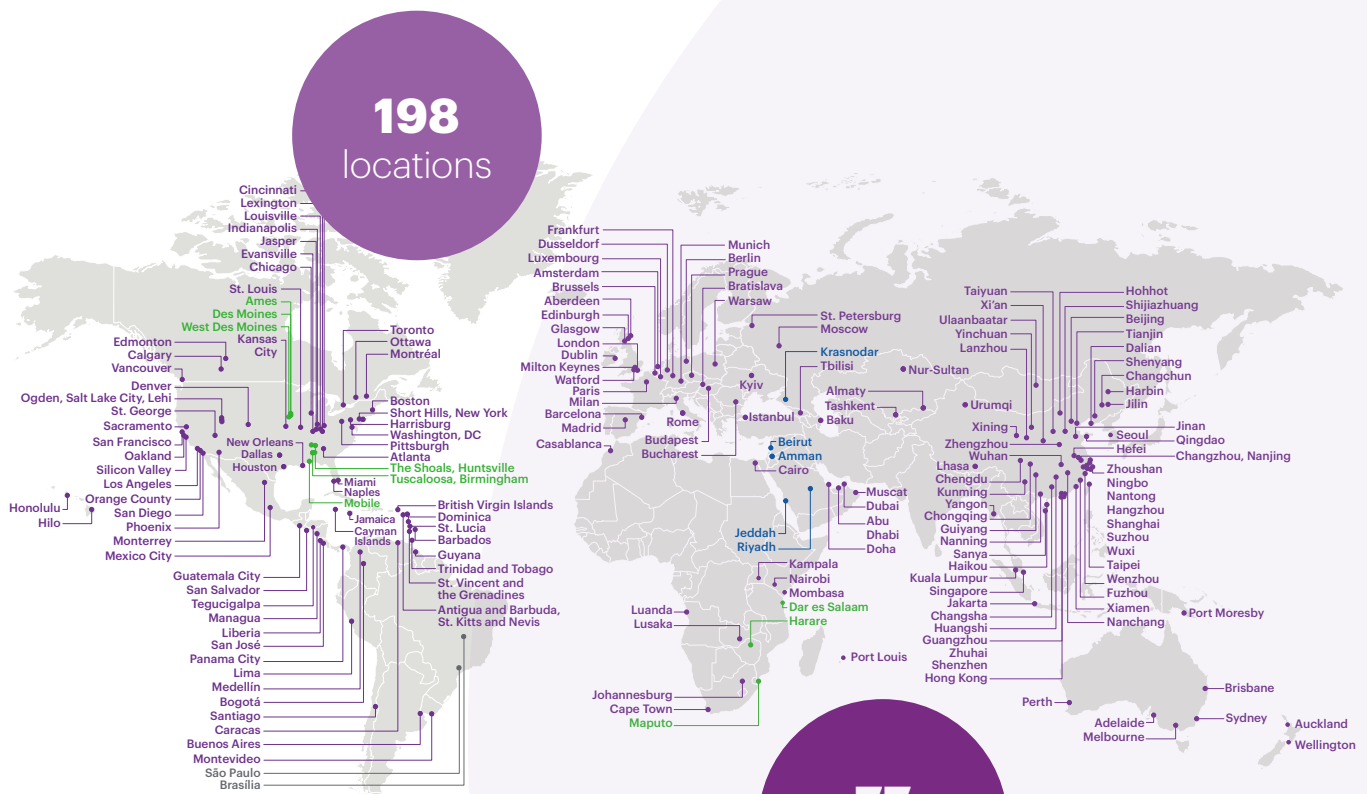 198
locations
Cincinnati
Lexington
Louisville
Indianapolis
Jasper
Evansville
Chicago
St. Louis
Ames
Des Moines
West Des Moines
Kansas
City
Edmonton
Calgary
Vancouver
Denver
Ogden, Salt Lake City, Lehi
St. George
Sacramento
San Francisco
Oakland
Silicon Valley
Los Angeles
Orange County
San Diego
Phoenix
Monterrey
Mexico City
Honolulu
Hilo
New Orleans
Dallas
Houston
Toronto
Ottawa
Montréal
Boston
Short Hills, New York
Harrisburg
Washington, DC
Pittsburgh
Atlanta
The Shoals, Huntsville
Tuscaloosa, Birmingham
Miami
Naples
Mobile
Jamaica
Cayman
Islands
British Virgin Islands
Dominica
St. Lucia
Barbados
Guyana
Trinidad and Tobago
St. Vincent and
the Grenadines
Antigua and Barbuda,
St. Kitts and Nevis
Guatemala City
San Salvador
Tegucigalpa
Managua
Liberia
San José
Panama City
Lima
Medellín
Bogotá
Santiago
Caracas
Buenos Aires
Montevideo
São Paulo
Brasília
Frankfurt
Dusseldorf
Luxembourg
Amsterdam
Brussels
Aberdeen
Edinburgh
Glasgow
London
Dublin
Milton Keynes
Watford
Paris
Milan
Barcelona
Madrid
Casablanca
Rome
Budapest
Bucharest
Munich
Berlin
Prague
Bratislava
Warsaw
St. Petersburg
Moscow
Krasnodar
Tbilisi
Kyiv
Istanbul
Almaty
Tashkent
Baku
Nur-Sultan
Beirut
Amman
Cairo
Muscat
Dubai
Abu
Dhabi
Doha
Jeddah
Riyadh
Kampala
Nairobi
Mombasa
Dar es Salaam
Harare
Luanda
Lusaka
Port Louis
Johannesburg
Cape Town
Maputo
Taiyuan
Xi'an
Ulaanbaatar
Yinchuan
Lanzhou
Urumqi
Xining
Zhengzhou
Wuhan
Lhasa
Chengdu
Kunming
Yangon
Chongqing
Guiyang
Nanning
Sanya
Haikou
Kuala Lumpur
Singapore
Jakarta
Changsha
Huangshi
Guangzhou
Zhuhai
Shenzhen
Hong Kong
Hohhot
Shijiazhuang
Beijing
Tianjin
Dalian
Shenyang
Changchun
Harbin
Jilin
Jinan
Seoul
Qingdao
Hefei
Changzhou, Nanjing
Zhoushan
Ningbo
Nantong
Hangzhou
Shanghai
Suzhou
Wuxi
Taipei
Wenzhou
Fuzhou
Xiamen
Nanchang
Port Moresby
Perth
Adelaide
Melbourne
Brisbane
Sydney
Auckland
Wellington